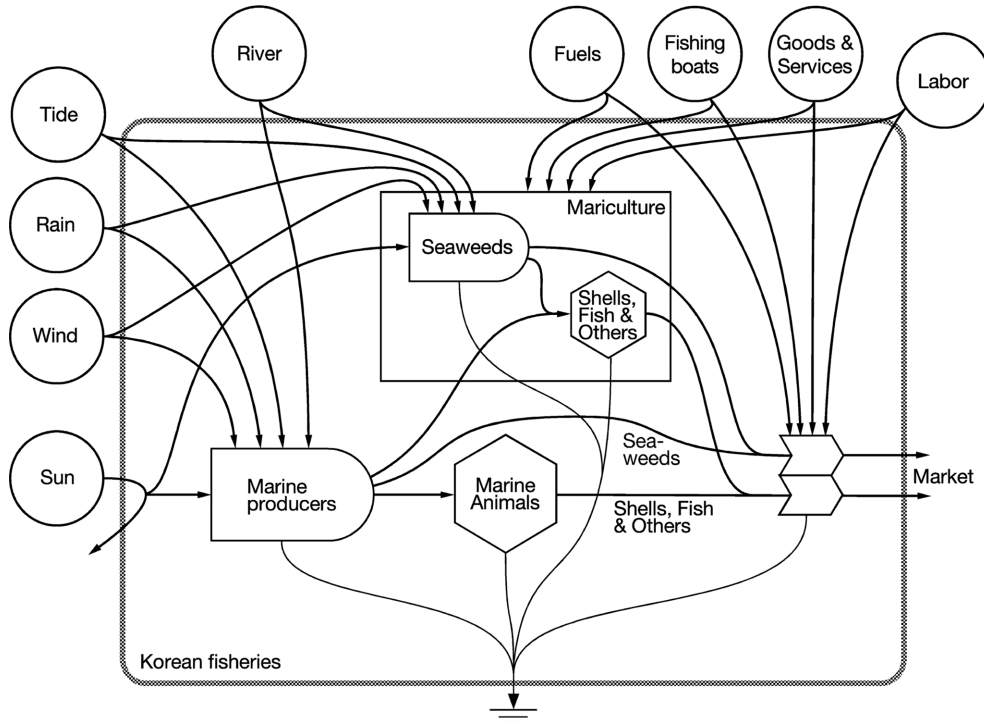 River
Fuels
Fishing
boats
Goods &
Services
Labor
Tide
Rain
Wind
Sun
Mariculture
Seaweeds
Shells,
Fish &
Others
Marine
producers
Marine
Animals
Sea-
weeds
Shells, Fish
& Others
Market
Korean fisheries